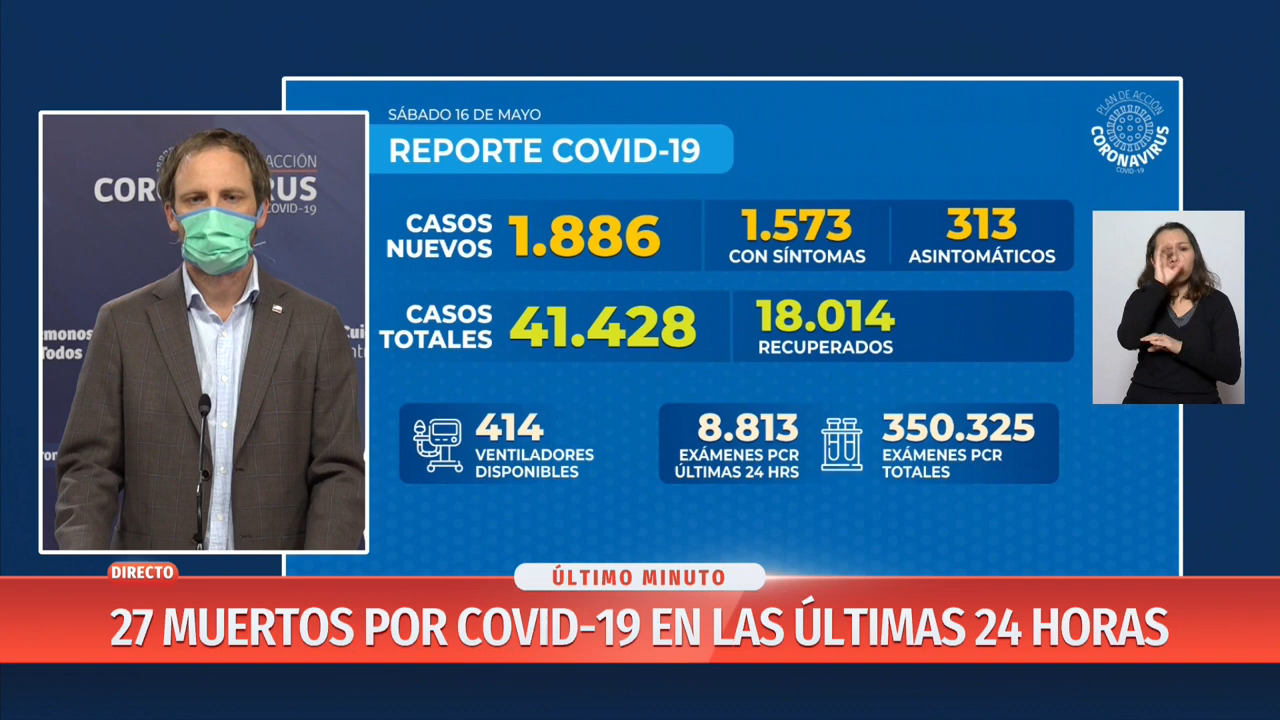 SÁBADO 16 DE MAYO
REPORTE COVID-19
PLAN DE ACCIÓN
CORONAVIRUS
COVID-19
ACCIÓN
COVID-19
CASOS
NUEVOS
1.886
1.573
CON SÍNTOMAS
313
ASINTOMÁTICOS
CASOS
TOTALES
41.428
18.014
RECUPERADOS
414
VENTILADORES
DISPONIBLES
8.813
EXÁMENES PCR
ÚLTIMAS 24 HRS
350.325
EXÁMENES PCR
TOTALES
DIRECTO
ÚLTIMO MINUTO
27 MUERTOS POR COVID-19 EN LAS ÚLTIMAS 24 HORAS